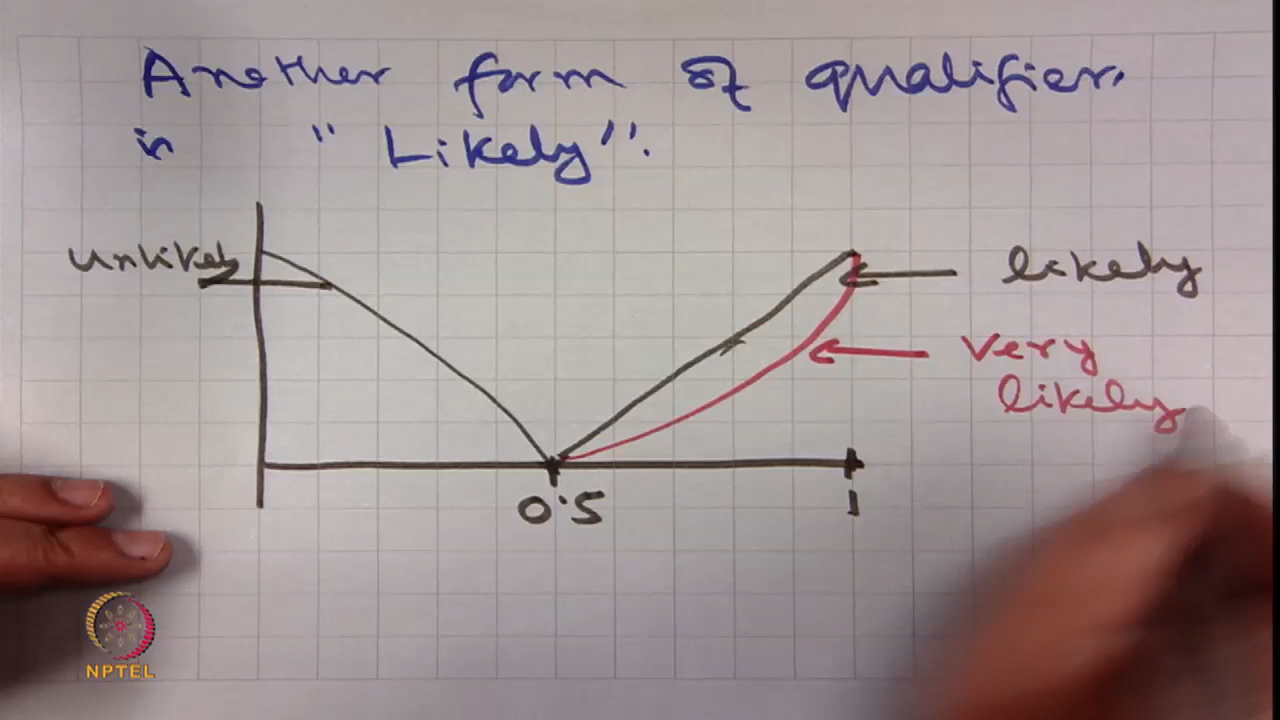 Another form of qualifier
is "Likely".
Unlikely
likely
Very
likely
0.5
1
NPTEL